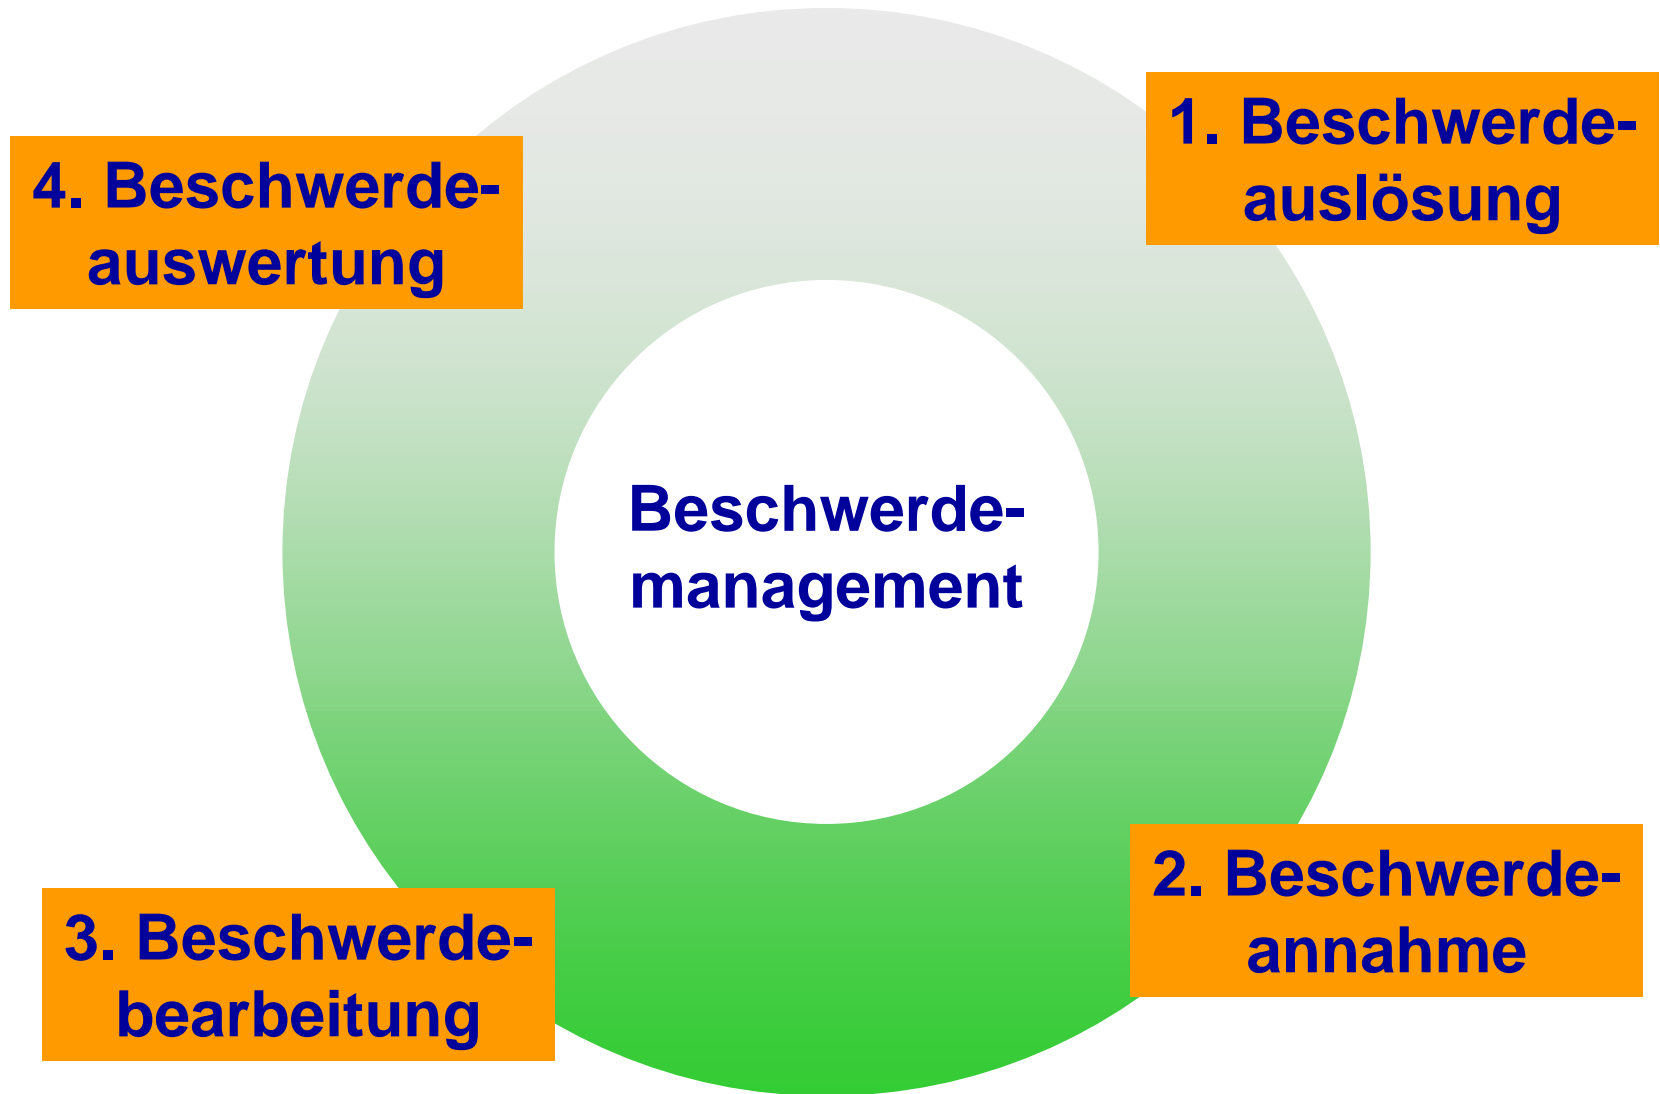 1. Beschwerde-
auslösung
4. Beschwerde-
auswertung
Beschwerde-
management
2. Beschwerde-
annahme
3. Beschwerde-
bearbeitung